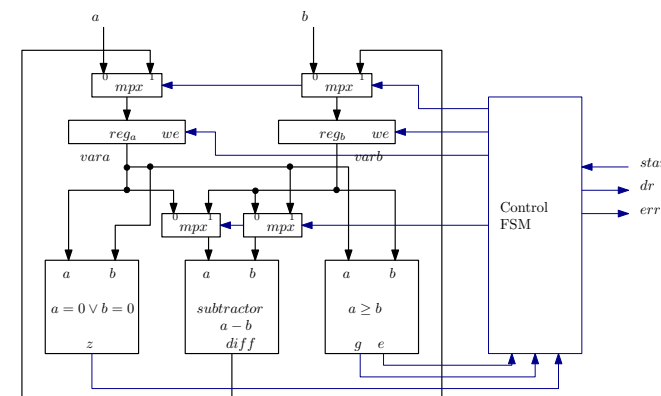 a b
0 1 mpx
0 1 mpx
reg_a we
reg_b we
vara varb
dr
err
Control
FSM
0 1 mpx
0 1 mpx
a b
a b
a b
a = 0 ∨ b = 0
subtractor
a − b
a ≥ b
z
diff
g e